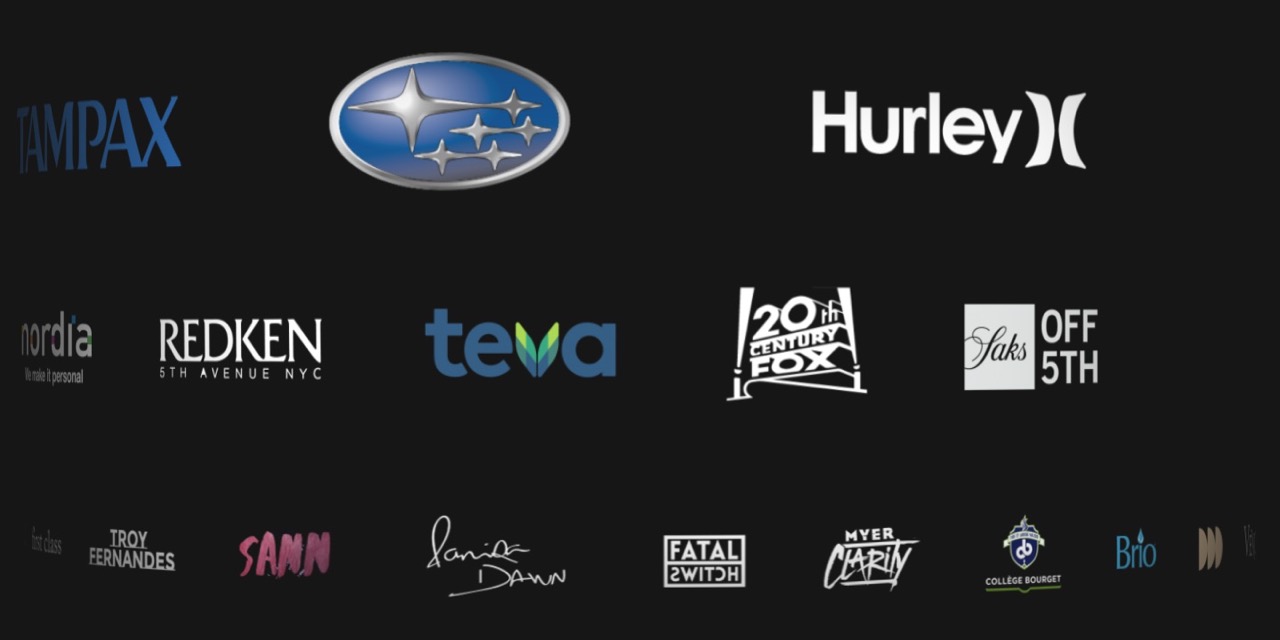 TAMPAX
Hurley
nordia
We make it personal
REDKEN
5TH AVENUE NYC
teva
20th
CENTURY
FOX
Saks
OFF
5TH
first class
TROY
FERNANDES
SAMN
DAWN
FATAL
SWITCH
MYER
CLARITY
COLLÈGE BOURGET
Brio